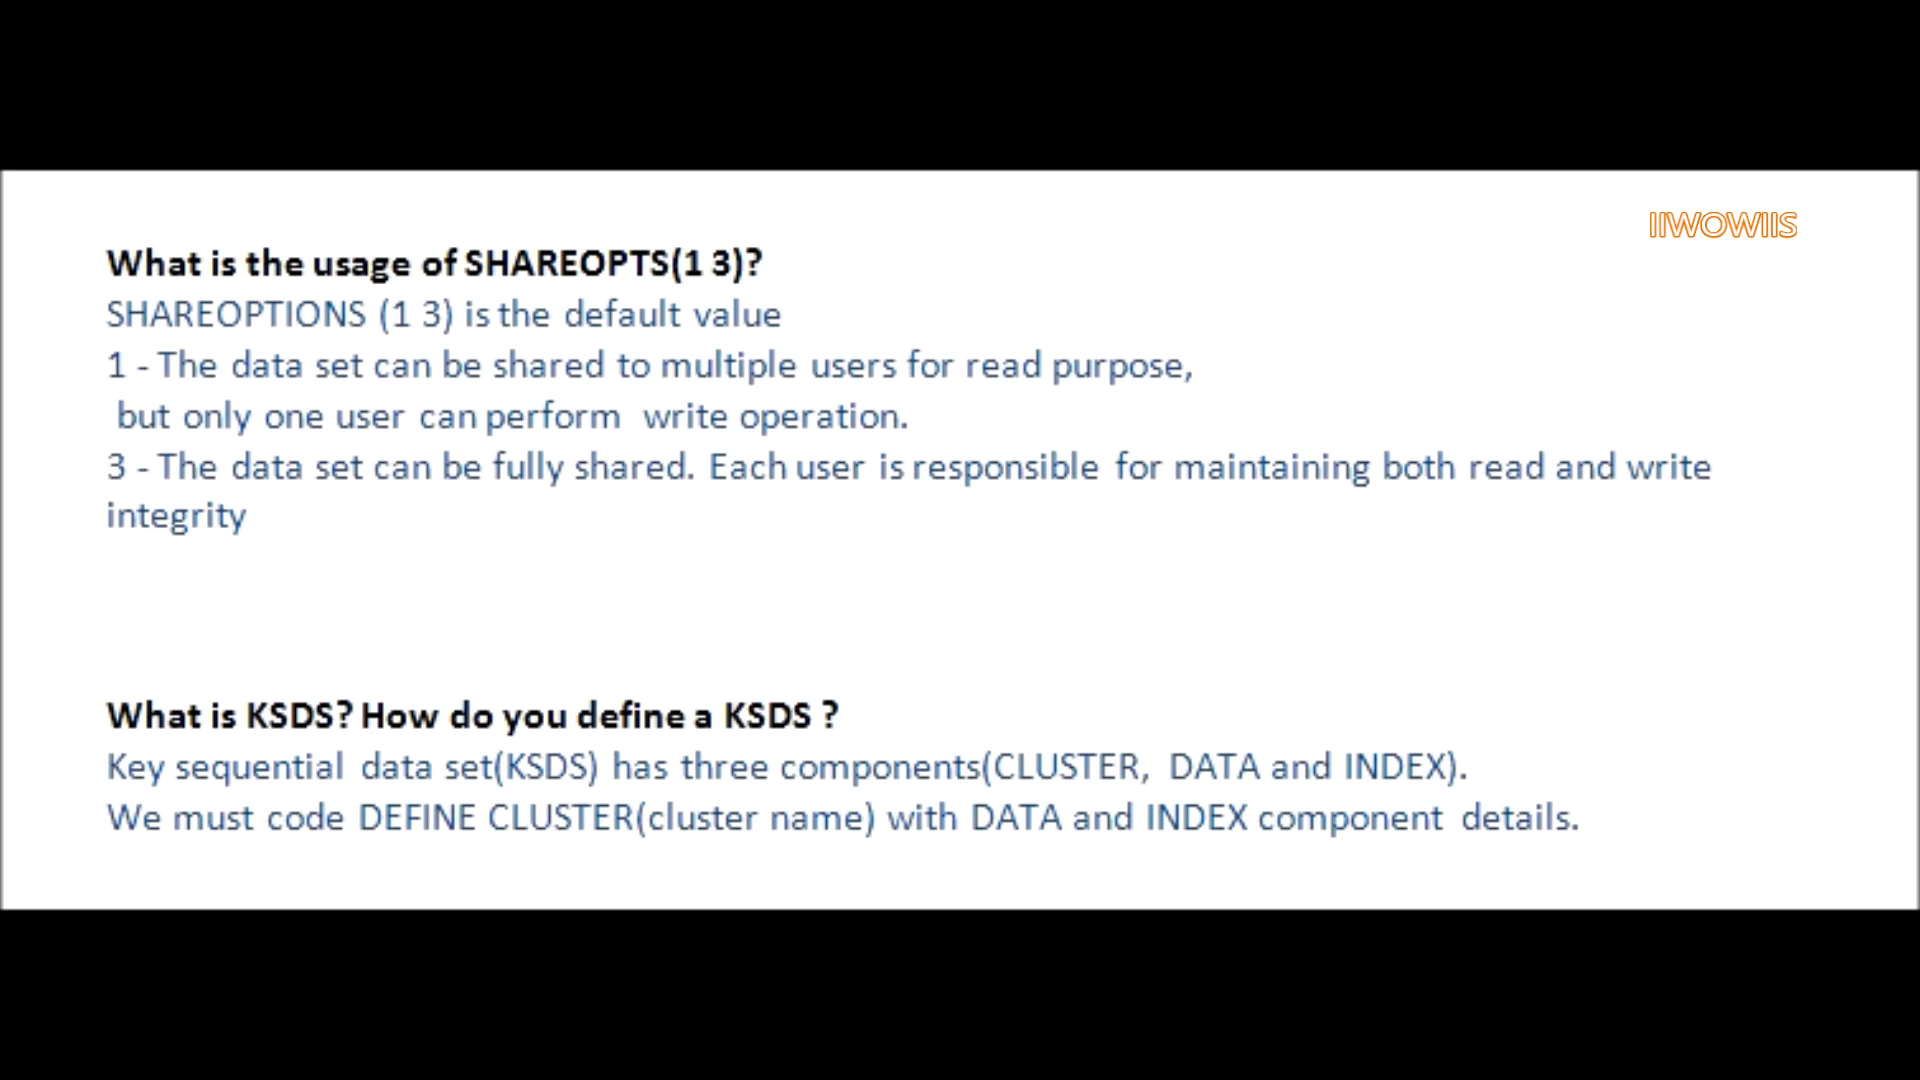 IIWOWIIS
What is the usage of SHAREOPTS(1 3)?
SHAREOPTIONS (1 3) is the default value
1 - The data set can be shared to multiple users for read purpose,
but only one user can perform write operation.
3 - The data set can be fully shared. Each user is responsible for maintaining both read and write
integrity
What is KSDS? How do you define a KSDS ?
Key sequential data set(KSDS) has three components(CLUSTER, DATA and INDEX).
We must code DEFINE CLUSTER(cluster name) with DATA and INDEX component details.